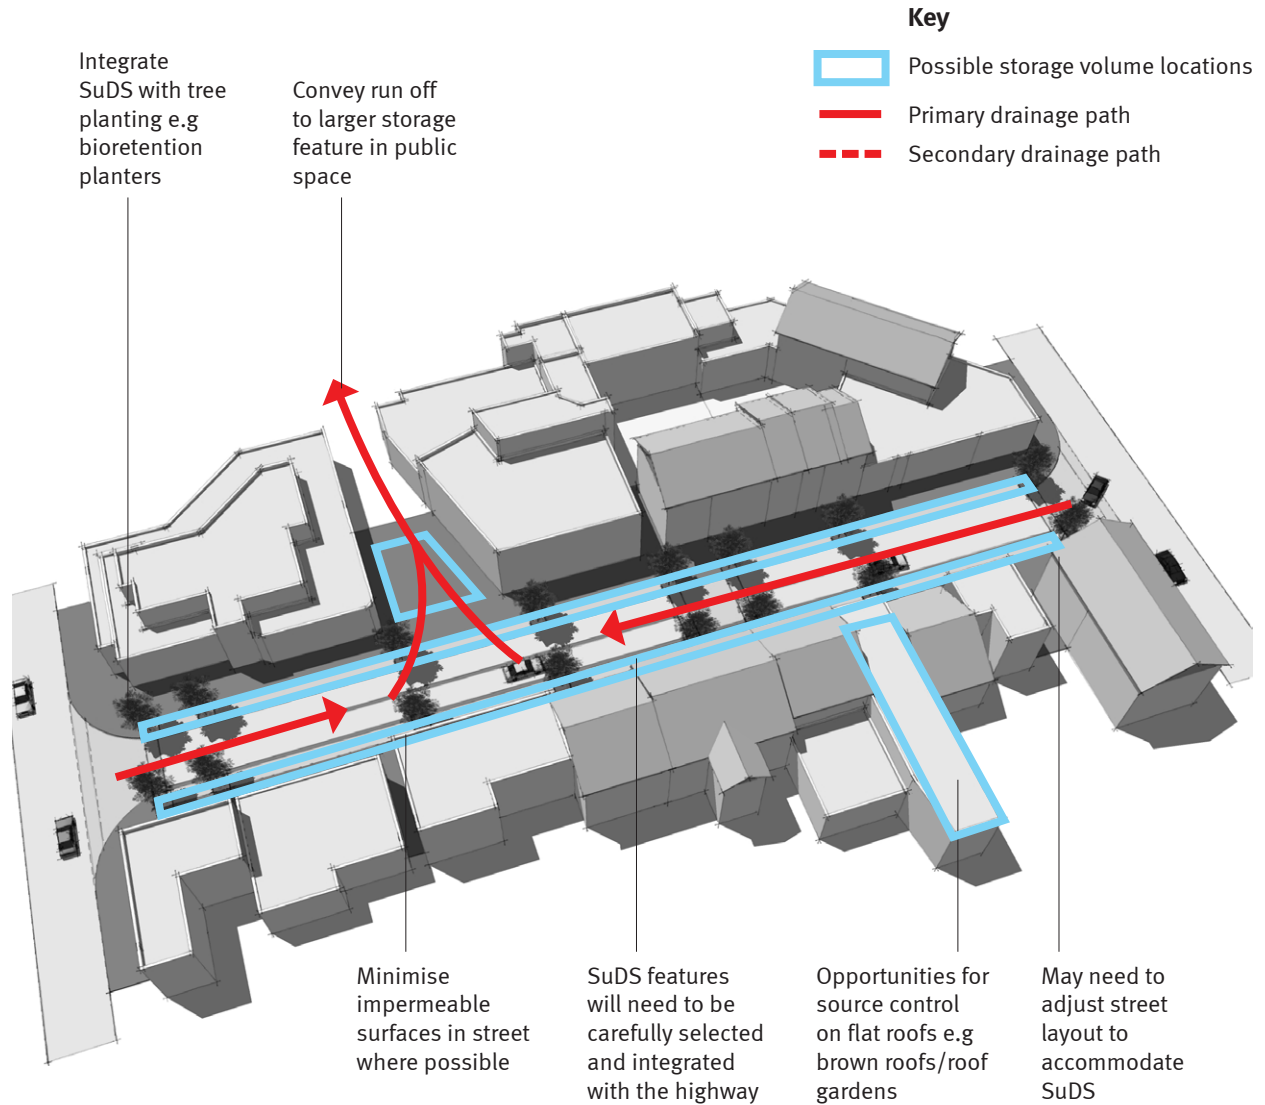 Key
Possible storage volume locations
Primary drainage path
Secondary drainage path
Integrate
SuDS with tree
planting e.g
bioretention
planters
Convey run off
to larger storage
feature in public
space
Minimise
impermeable
surfaces in street
where possible
SuDS features
will need to be
carefully selected
and integrated
with the highway
Opportunities for
source control
on flat roofs e.g
brown roofs/roof
gardens
May need to
adjust street
layout to
accommodate
SuDS